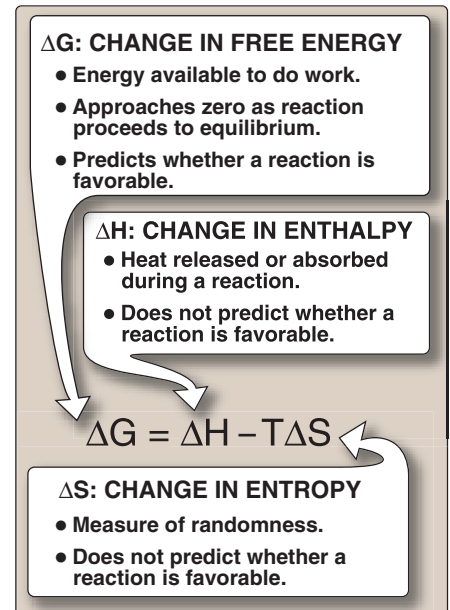 ΔG: CHANGE IN FREE ENERGY
• Energy available to do work.
• Approaches zero as reaction
proceeds to equilibrium.
• Predicts whether a reaction is
favorable.
ΔH: CHANGE IN ENTHALPY
• Heat released or absorbed
during a reaction.
• Does not predict whether a
reaction is favorable.
ΔG = ΔH – TΔS
ΔS: CHANGE IN ENTROPY
• Measure of randomness.
• Does not predict whether a
reaction is favorable.